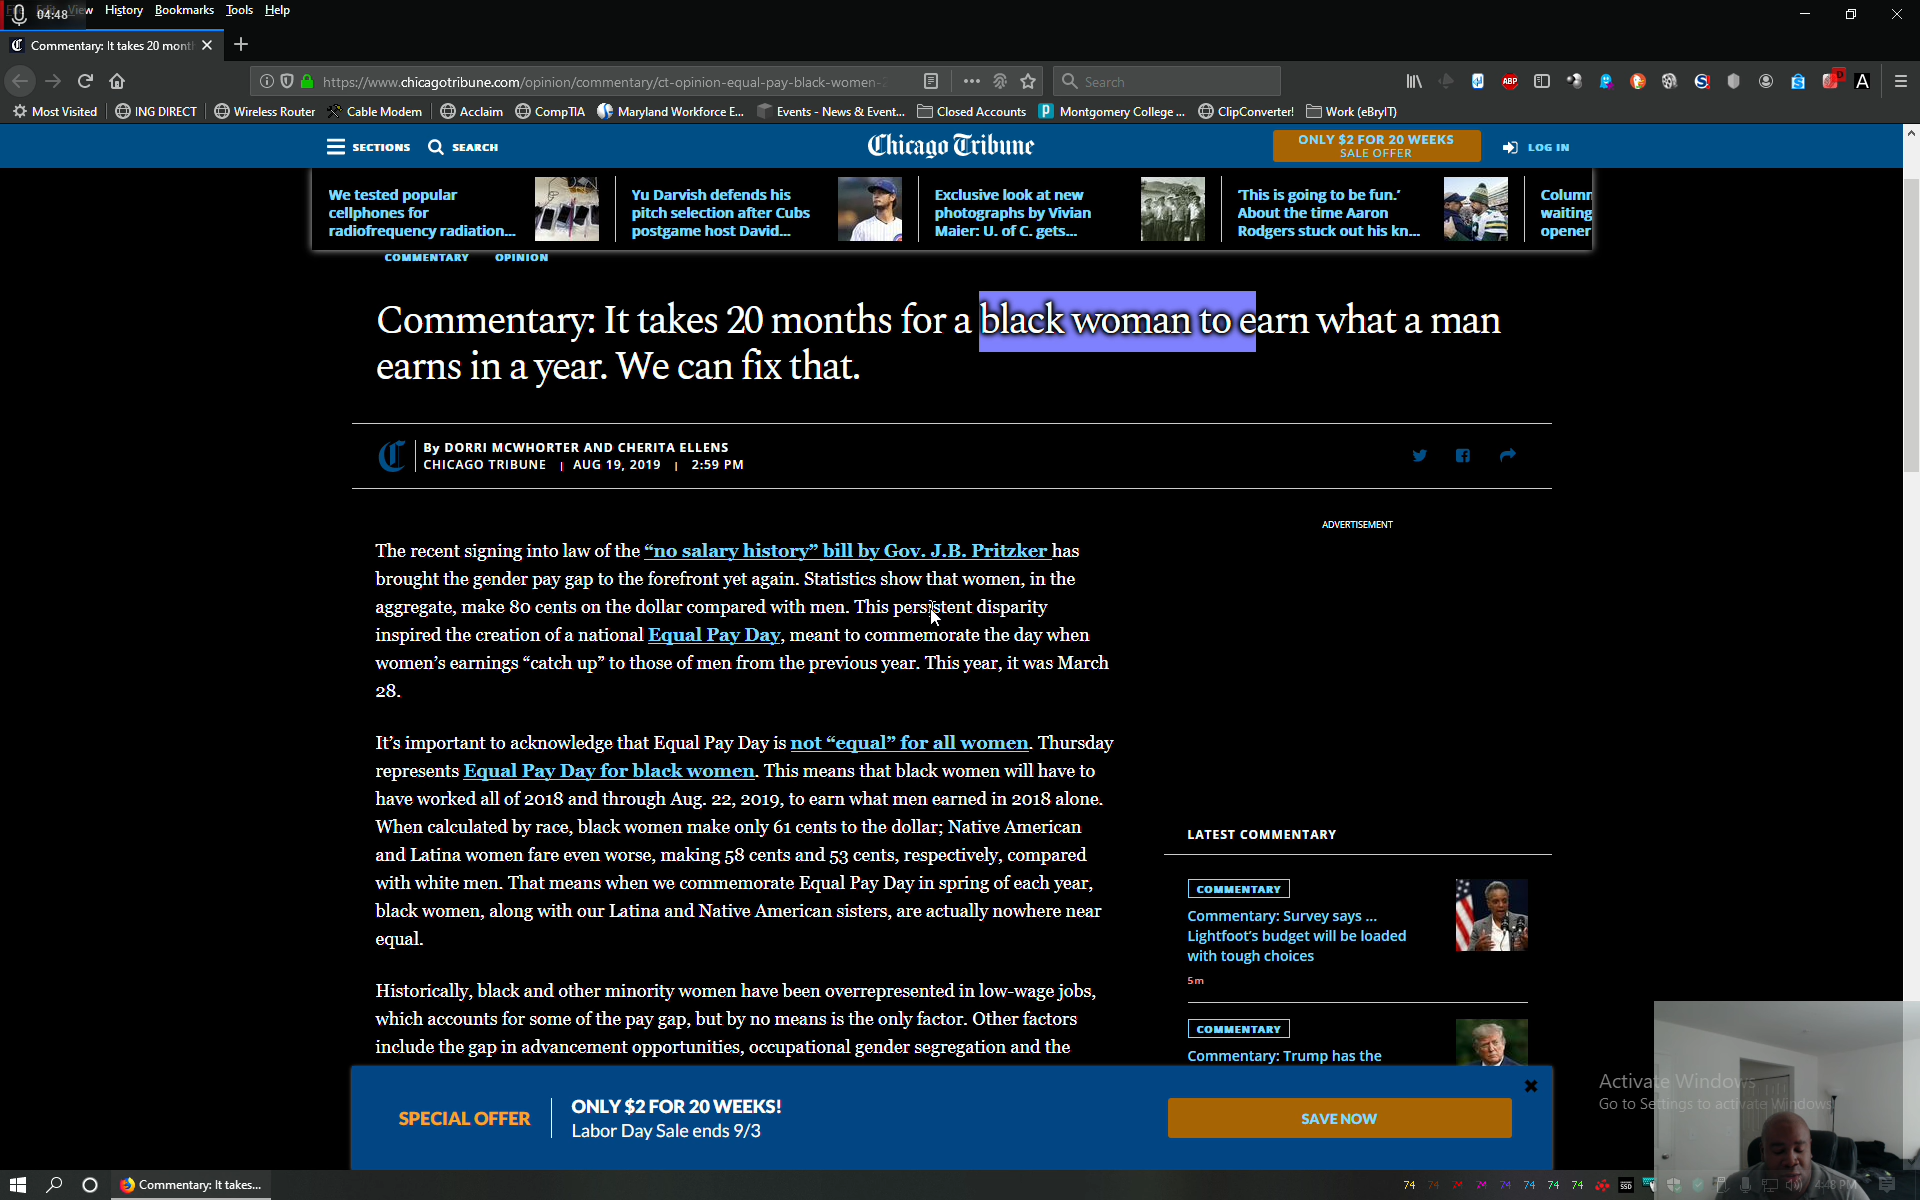 04:48
View History Bookmarks Tools Help
Commentary: It takes 20 mont
https://www.chicagotribune.com/opinion/commentary/ct-opinion-equal-pay-black-women-
Search
ABP
Most Visited ING DIRECT Wireless Router Cable Modem Acclaim CompTIA Maryland Workforce E... Events - News & Event... Closed Accounts Montgomery College ... ClipConverter! Work (eBryIT)
SECTIONS SEARCH
Chicago Tribune
ONLY $2 FOR 20 WEEKS
SALE OFFER
LOG IN
We tested popular
cellphones for
radiofrequency radiation...
Yu Darvish defends his
pitch selection after Cubs
postgame host David...
Exclusive look at new
photographs by Vivian
Maier: U. of C. gets...
'This is going to be fun.'
About the time Aaron
Rodgers stuck out his kn...
Column
waiting
opener
COMMENTARY OPINION
Commentary: It takes 20 months for a black woman to earn what a man
earns in a year. We can fix that.
By DORRI MCWHORTER AND CHERITA ELLENS
CHICAGO TRIBUNE | AUG 19, 2019 | 2:59 PM
ADVERTISEMENT
The recent signing into law of the “no salary history” bill by Gov. J.B. Pritzker has
brought the gender pay gap to the forefront yet again. Statistics show that women, in the
aggregate, make 80 cents on the dollar compared with men. This persistent disparity
inspired the creation of a national Equal Pay Day, meant to commemorate the day when
women’s earnings “catch up” to those of men from the previous year. This year, it was March
28.
It’s important to acknowledge that Equal Pay Day is not “equal” for all women. Thursday
represents Equal Pay Day for black women. This means that black women will have to
have worked all of 2018 and through Aug. 22, 2019, to earn what men earned in 2018 alone.
When calculated by race, black women make only 61 cents to the dollar; Native American
and Latina women fare even worse, making 58 cents and 53 cents, respectively, compared
with white men. That means when we commemorate Equal Pay Day in spring of each year,
black women, along with our Latina and Native American sisters, are actually nowhere near
equal.
Historically, black and other minority women have been overrepresented in low-wage jobs,
which accounts for some of the pay gap, but by no means is the only factor. Other factors
include the gap in advancement opportunities, occupational gender segregation and the
LATEST COMMENTARY
COMMENTARY
Commentary: Survey says ...
Lightfoot's budget will be loaded
with tough choices
5m
COMMENTARY
Commentary: Trump has the
SPECIAL OFFER
ONLY $2 FOR 20 WEEKS!
Labor Day Sale ends 9/3
SAVE NOW
Activate Windows
Go to Settings to activate Windows.
Commentary: It takes...
74 74 74 74 74 74 74 74
SSD
4:48 PM